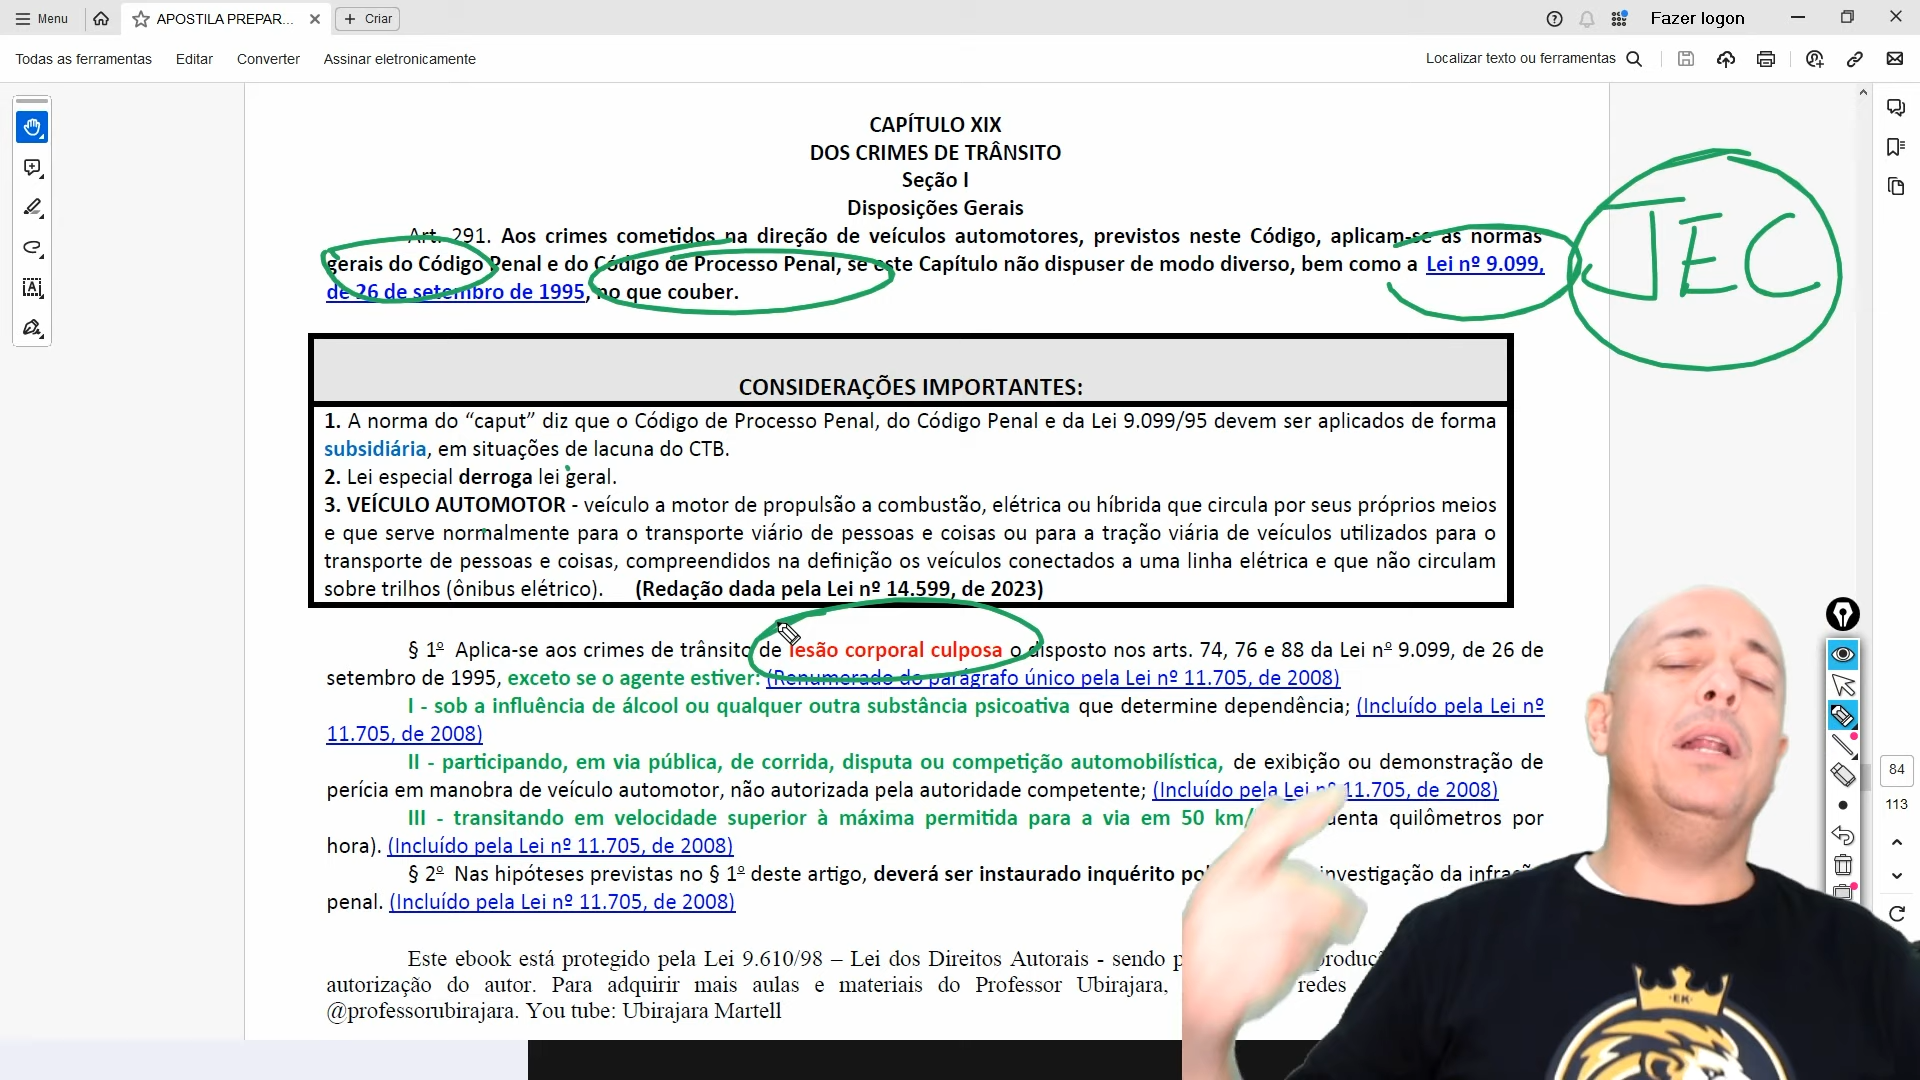 Menu
APOSTILA PREPAR...
Criar
Fazer logon
Todas as ferramentas
Editar
Converter
Assinar eletronicamente
Localizar texto ou ferramentas
CAPÍTULO XIX
DOS CRIMES DE TRÂNSITO
Seção I
Disposições Gerais
Art. 291. Aos crimes cometidos na direção de veículos automotores, previstos neste Código, aplicam-se as normas
gerais do Código Penal e do Código de Processo Penal, se este Capítulo não dispuser de modo diverso, bem como a Lei nº 9.099,
de 26 de setembro de 1995, no que couber.
JEC
CONSIDERAÇÕES IMPORTANTES:
1. A norma do “caput” diz que o Código de Processo Penal, do Código Penal e da Lei 9.099/95 devem ser aplicados de forma
subsidiária, em situações de lacuna do CTB.
2. Lei especial derroga lei geral.
3. VEÍCULO AUTOMOTOR - veículo a motor de propulsão a combustão, elétrica ou híbrida que circula por seus próprios meios
e que serve normalmente para o transporte viário de pessoas e coisas ou para a tração viária de veículos utilizados para o
transporte de pessoas e coisas, compreendidos na definição os veículos conectados a uma linha elétrica e que não circulam
sobre trilhos (ônibus elétrico). (Redação dada pela Lei nº 14.599, de 2023)
§ 1º Aplica-se aos crimes de trânsito de lesão corporal culposa o disposto nos arts. 74, 76 e 88 da Lei nº 9.099, de 26 de
setembro de 1995, exceto se o agente estiver: (Renumerado do parágrafo único pela Lei nº 11.705, de 2008)
I - sob a influência de álcool ou qualquer outra substância psicoativa que determine dependência; (Incluído pela Lei nº
11.705, de 2008)
II - participando, em via pública, de corrida, disputa ou competição automobilística, de exibição ou demonstração de
perícia em manobra de veículo automotor, não autorizada pela autoridade competente; (Incluído pela Lei nº 11.705, de 2008)
III - transitando em velocidade superior à máxima permitida para a via em 50 km/ quilômetros por
hora). (Incluído pela Lei nº 11.705, de 2008)
§ 2º Nas hipóteses previstas no § 1º deste artigo, deverá ser instaurado inquérito investigação da
penal. (Incluído pela Lei nº 11.705, de 2008)
Este ebook está protegido pela Lei 9.610/98 – Lei dos Direitos Autorais - sendo
autorização do autor. Para adquirir mais aulas e materiais do Professor Ubirajara, redes
@professorubirajara. You tube: Ubirajara Martell
84
113
EK